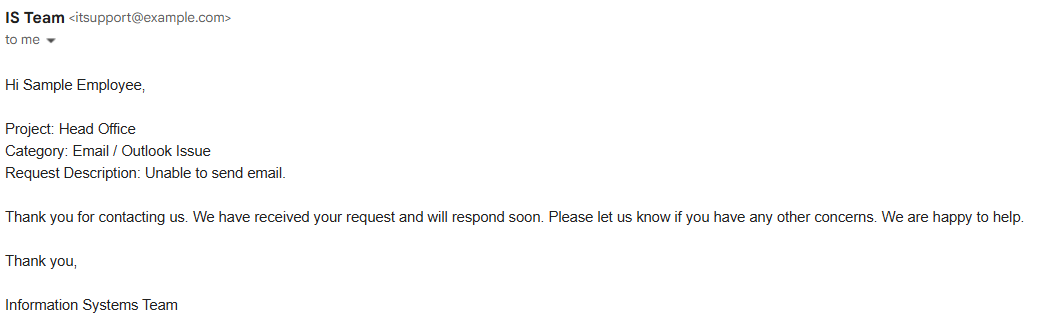 IS Team <itsupport@example.com>
to me
Hi Sample Employee,
Project: Head Office
Category: Email / Outlook Issue
Request Description: Unable to send email.
Thank you for contacting us. We have received your request and will respond soon. Please let us know if you have any other concerns. We are happy to help.
Thank you,
Information Systems Team